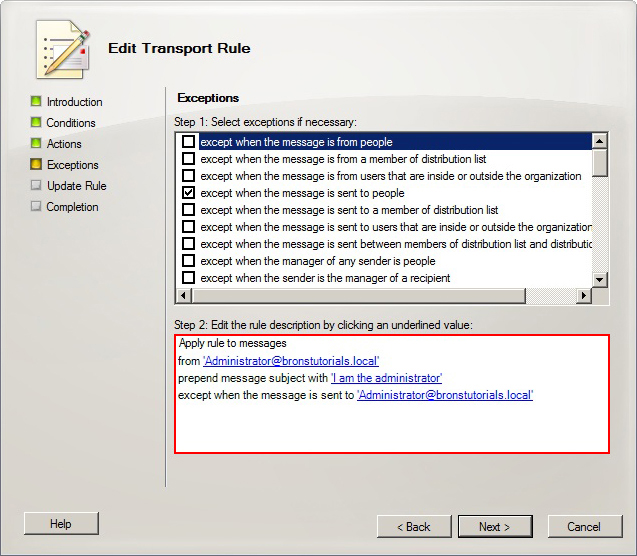 Edit Transport Rule
Introduction
Conditions
Actions
Exceptions
Update Rule
Completion
Exceptions
Step 1: Select exceptions if necessary:
except when the message is from people
except when the message is from a member of distribution list
except when the message is from users that are inside or outside the organization
except when the message is sent to people
except when the message is sent to a member of distribution list
except when the message is sent to users that are inside or outside the organization
except when the message is sent between members of distribution list and distributic
except when the manager of any sender is people
except when the sender is the manager of a recipient
Step 2: Edit the rule description by clicking an underlined value:
Apply rule to messages
from 'Administrator@bronstutorials.local'
prepend message subject with 'I am the administrator'
except when the message is sent to 'Administrator@bronstutorials.local'
Help
< Back
Next >
Cancel